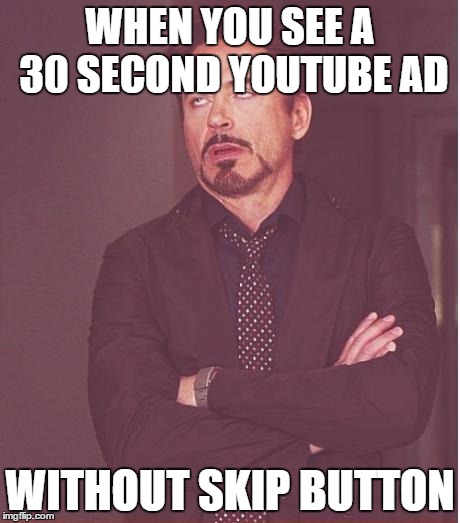 WHEN YOU SEE A
30 SECOND YOUTUBE AD
WITHOUT SKIP BUTTON
imgflip.com